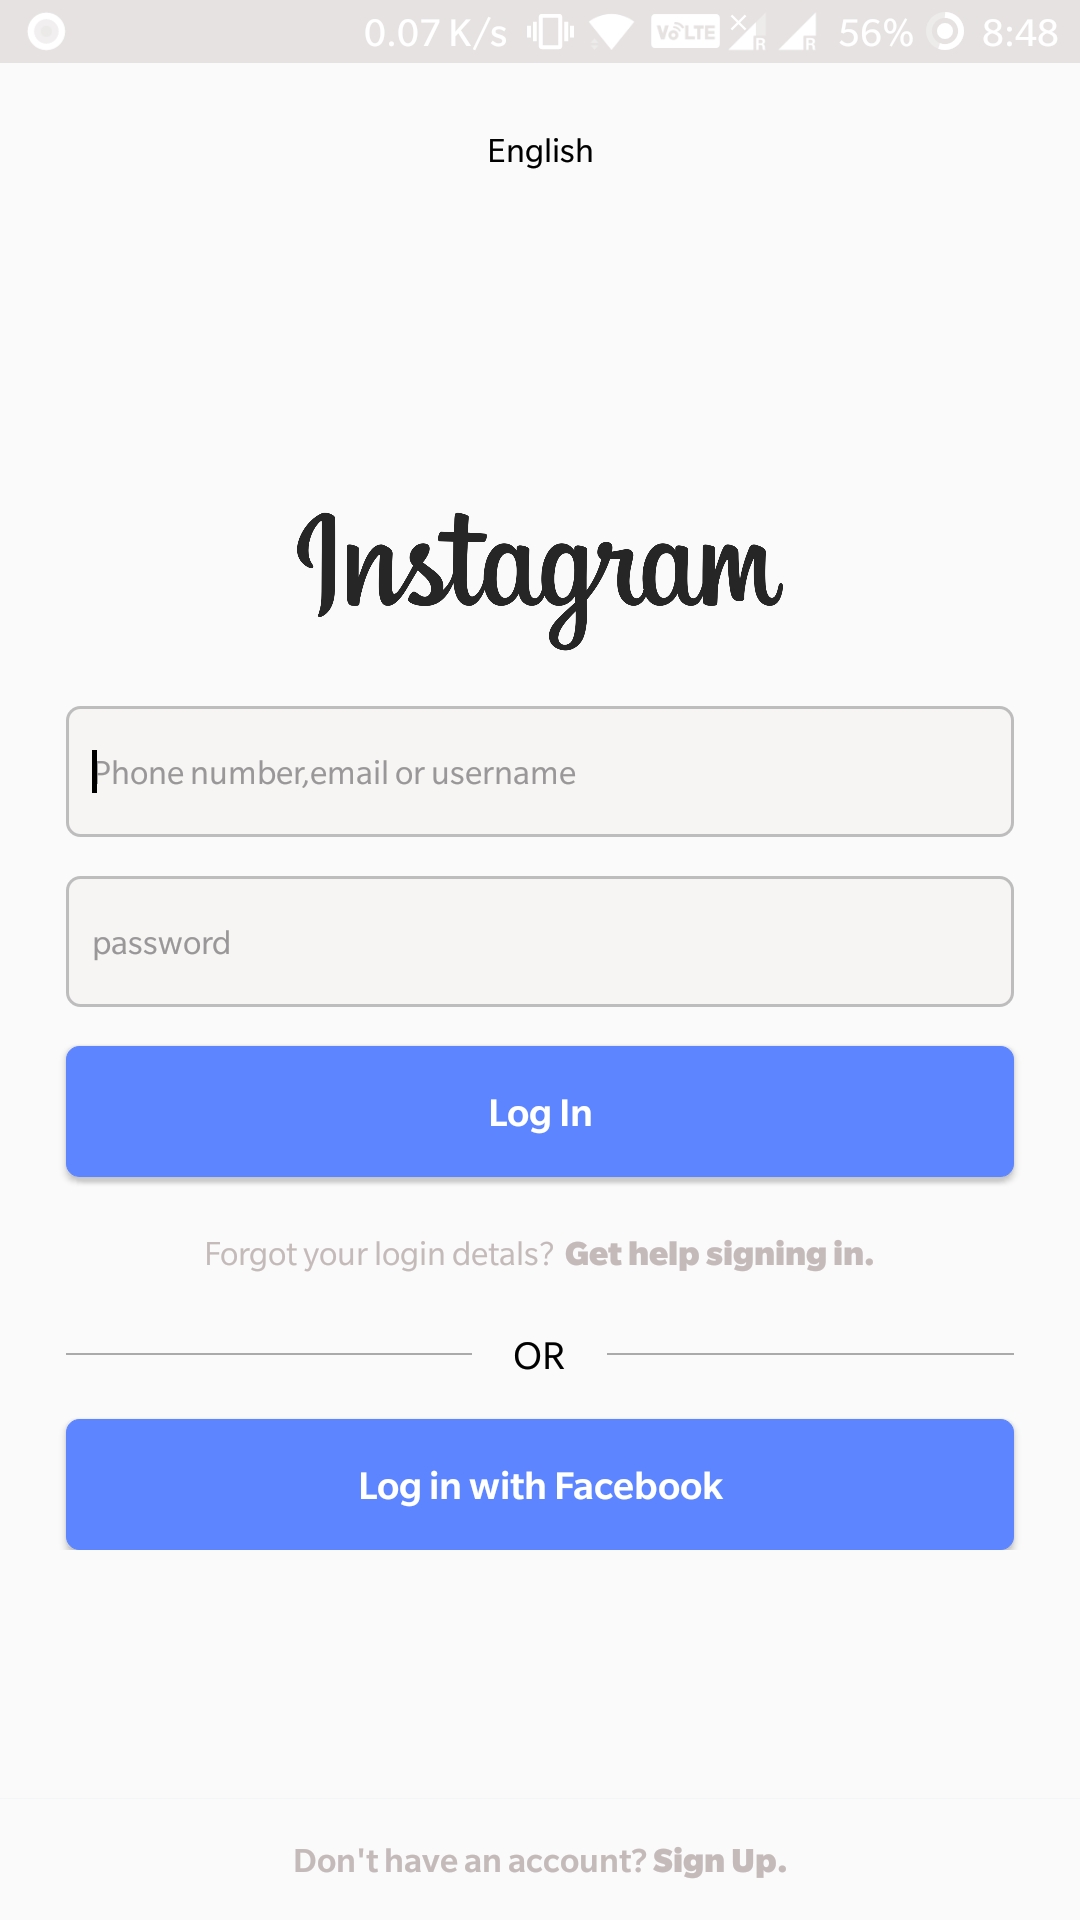 0.07 K/s VoLTE R R 56% 8:48
English
Instagram
Phone number,email or username
password
Log In
Forgot your login detals? Get help signing in.
OR
Log in with Facebook
Don't have an account? Sign Up.